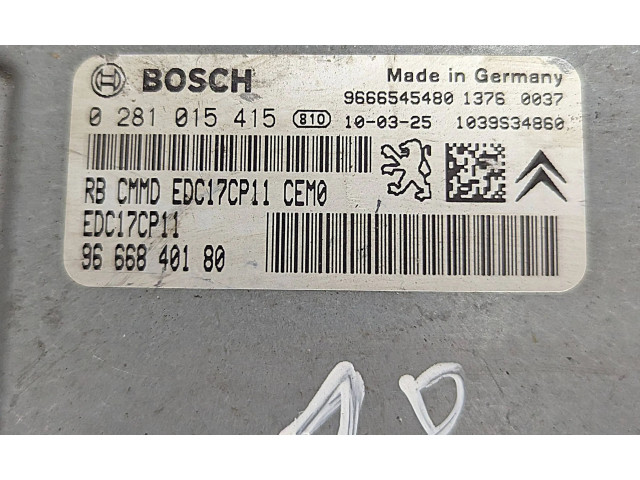 BOSCH
Made in Germany
9666545480 1376 0037
0 281 015 415 810 10-03-25 1039S34860
RB CMMD EDC17CP11 CEM0
EDC17CP11
96 668 401 80